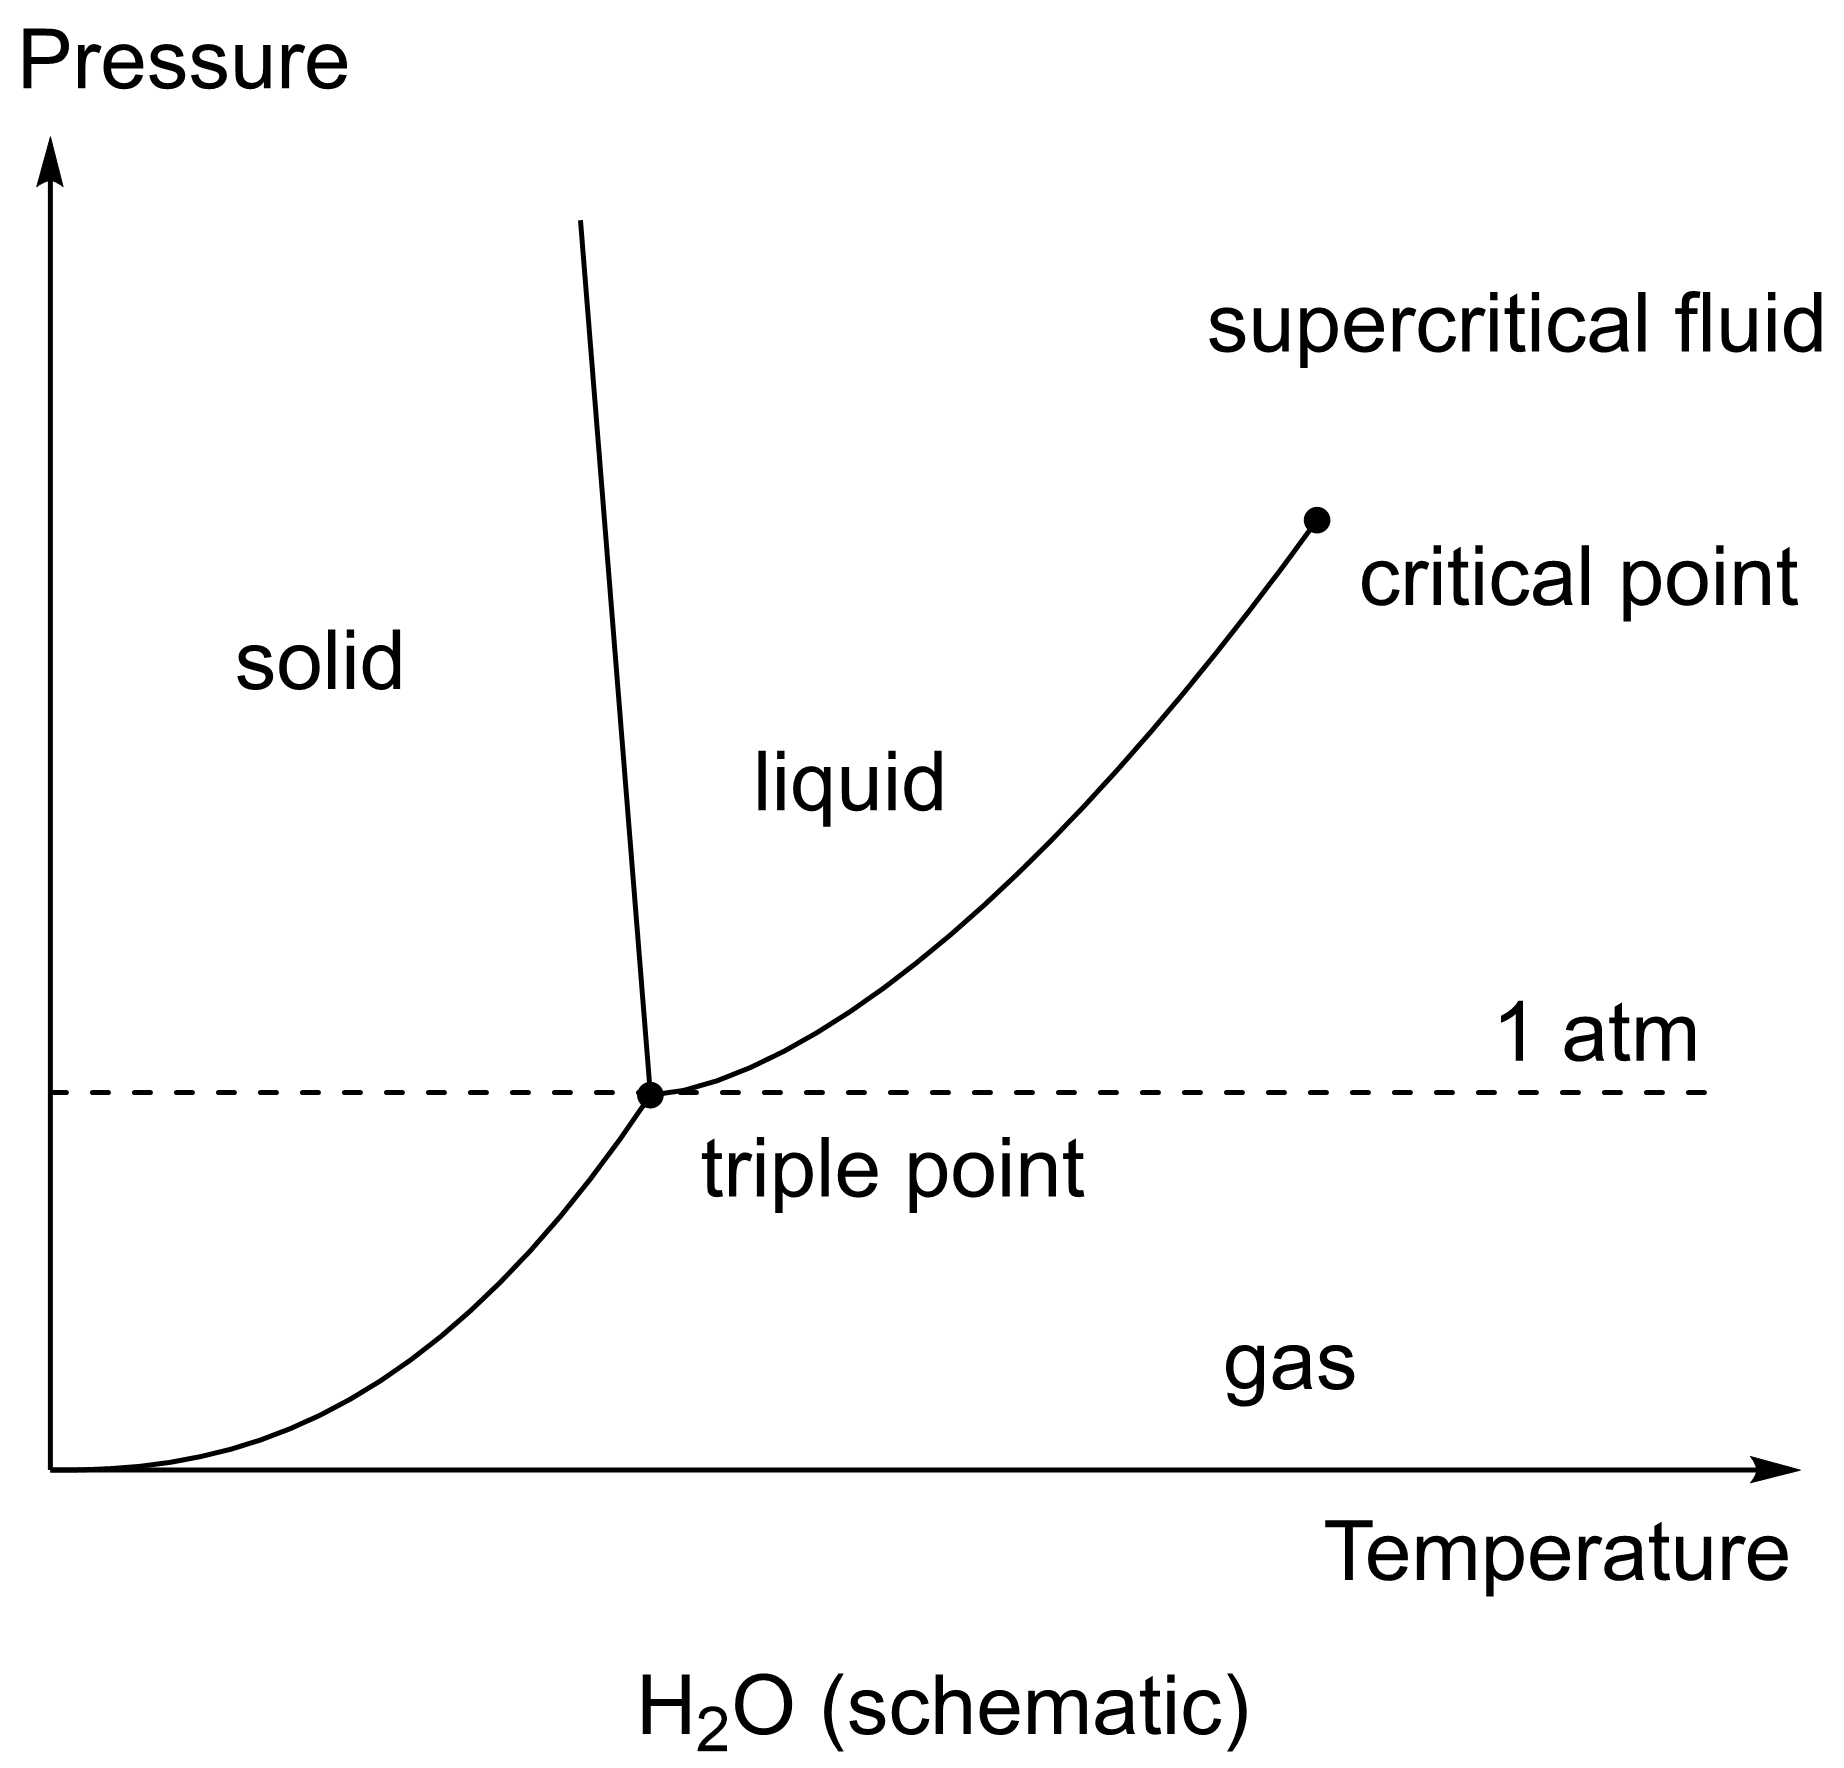 Pressure
supercritical fluid
critical point
solid
liquid
1 atm
triple point
gas
Temperature
H₂O (schematic)